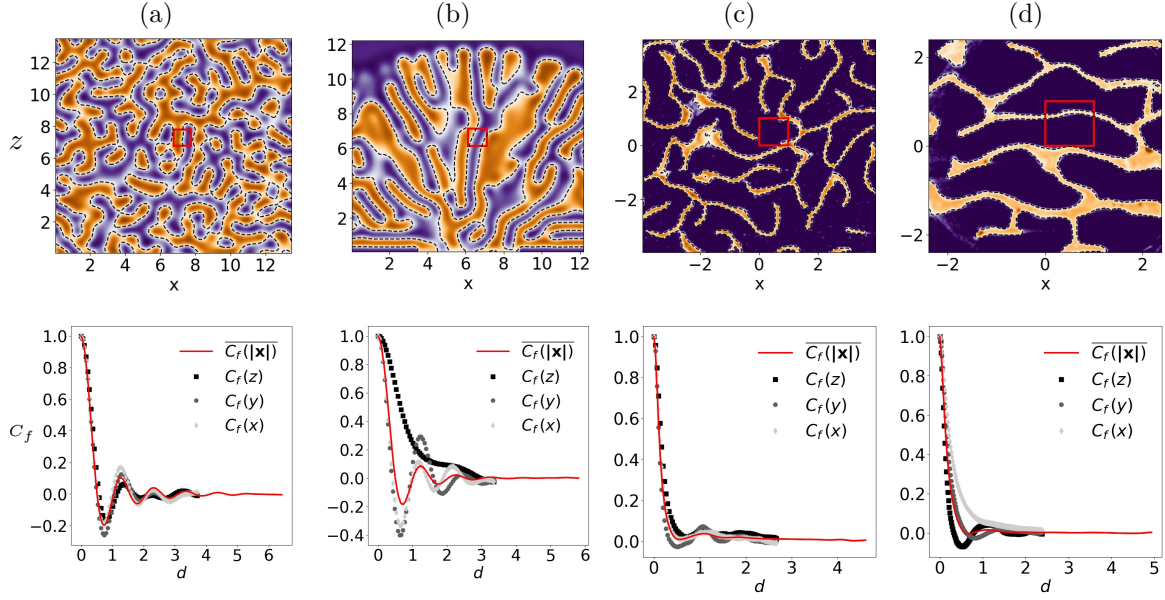 (a) (b) (c) (d)
z
12 10 8 6 4 2
2 4 6 8 10 12
x
12 10 8 6 4 2
2 4 6 8 10 12
x
2 0 −2
−2 0 2
x
2 0 −2
−2 0 2
x
C_f
1.0 0.8 0.6 0.4 0.2 0.0 −0.2
0 1 2 3 4 5 6
d
C_f(|x|)
C_f(z)
C_f(y)
C_f(x)
1.0 0.8 0.6 0.4 0.2 0.0 −0.2 −0.4
0 1 2 3 4 5 6
d
C_f(|x|)
C_f(z)
C_f(y)
C_f(x)
1.0 0.8 0.6 0.4 0.2 0.0
0 1 2 3 4
d
C_f(|x|)
C_f(z)
C_f(y)
C_f(x)
1.0 0.8 0.6 0.4 0.2 0.0
0 1 2 3 4 5
d
C_f(|x|)
C_f(z)
C_f(y)
C_f(x)